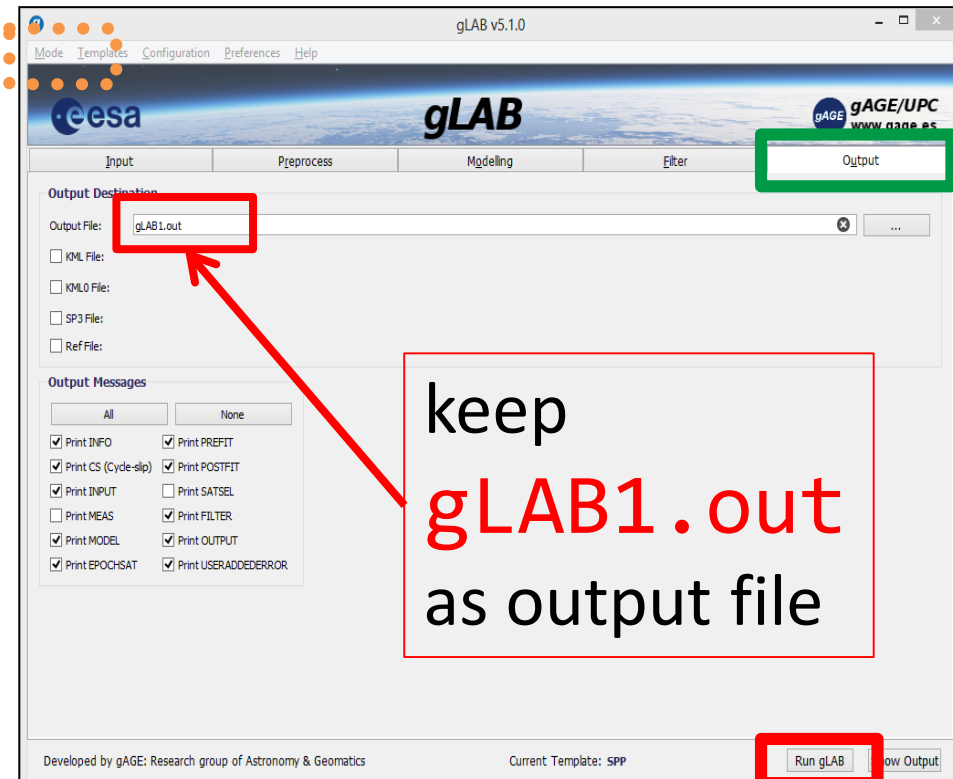 gLAB v5.1.0
Mode Templates Configuration Preferences Help
esa
gLAB
gAGE
gAGE/UPC
www.gage.es
Input Preprocess Modelling Filter Output
Output Destination
Output File: gLAB1.out ...
KML File:
KML0 File:
SP3 File:
Ref File:
Output Messages
All None
Print INFO Print PREFIT
Print CS (Cycle-slip) Print POSTFIT
Print INPUT Print SATSEL
Print MEAS Print FILTER
Print MODEL Print OUTPUT
Print EPOCHSAT Print USERADDEDERROR
keep
gLAB1.out
as output file
Developed by gAGE: Research group of Astronomy & Geomatics Current Template: SPP Run gLAB Show Output